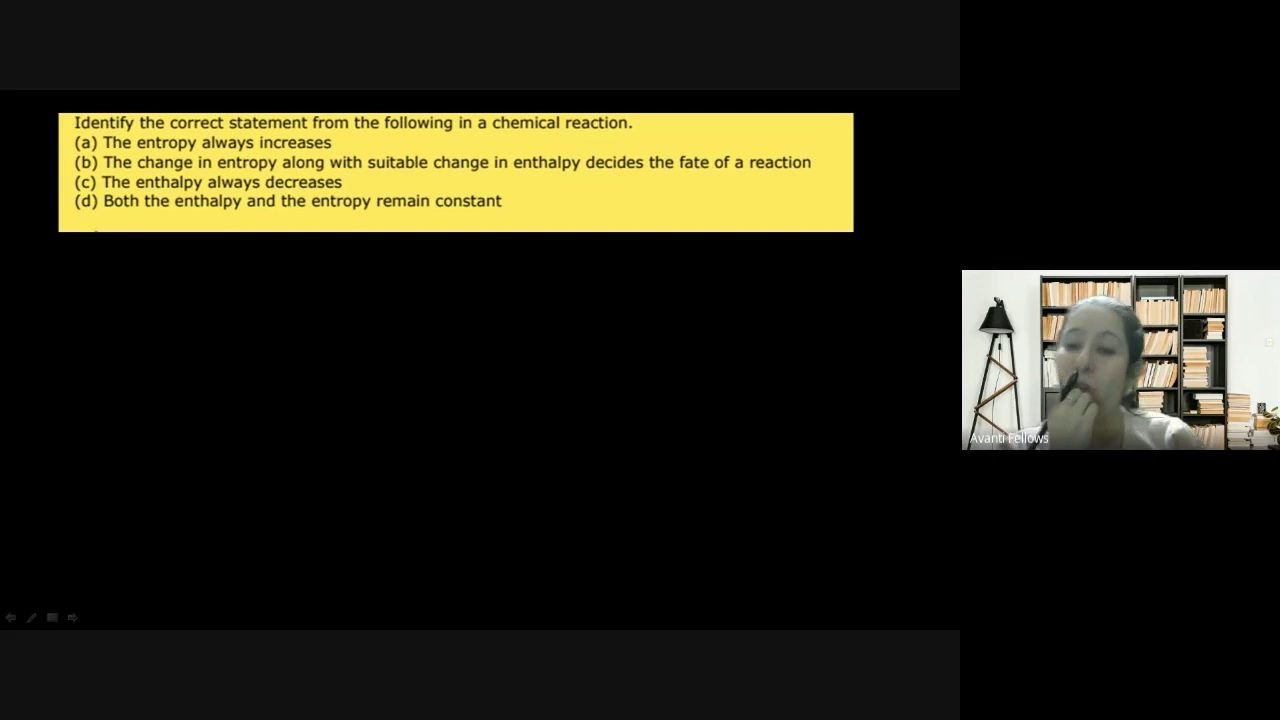 Identify the correct statement from the following in a chemical reaction.
(a) The entropy always increases
(b) The change in entropy along with suitable change in enthalpy decides the fate of a reaction
(c) The enthalpy always decreases
(d) Both the enthalpy and the entropy remain constant
Avanti Fellows